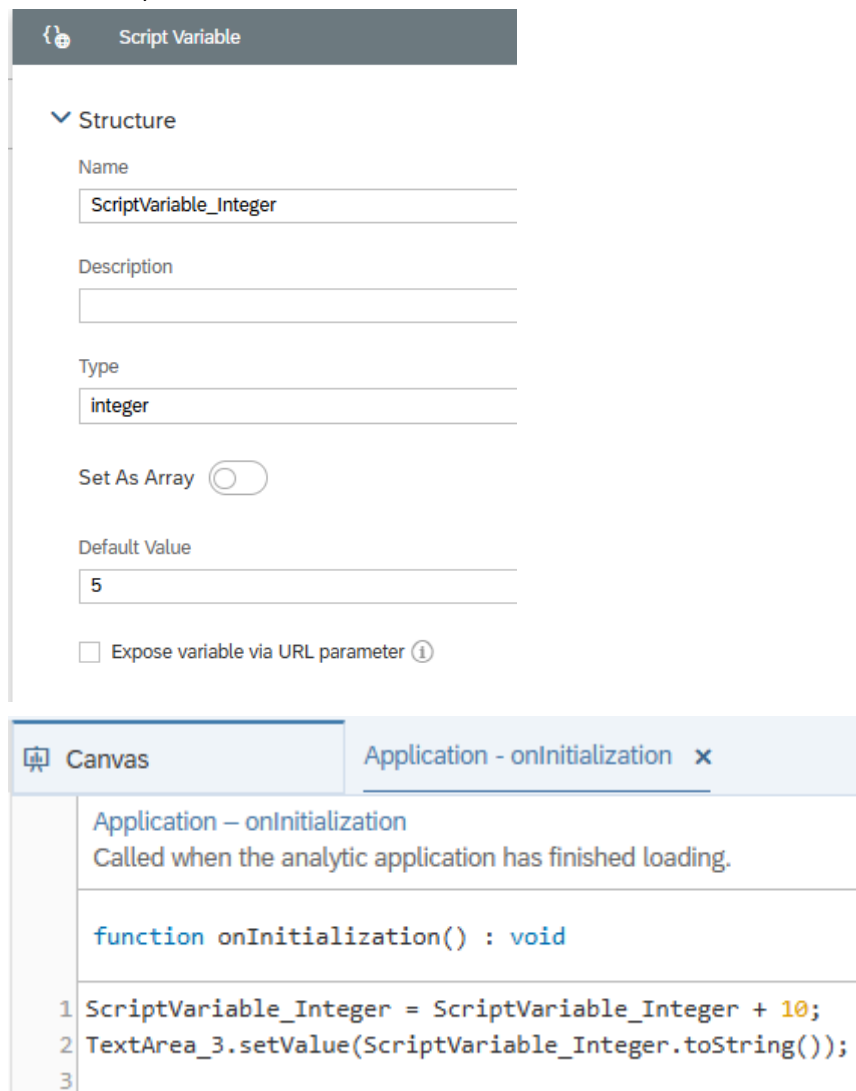 Script Variable
Structure
Name
ScriptVariable_Integer
Description
Type
integer
Set As Array
Default Value
5
Expose variable via URL parameter
Canvas
Application - onInitialization
Application – onInitialization
Called when the analytic application has finished loading.
function onInitialization() : void
1 ScriptVariable_Integer = ScriptVariable_Integer + 10;
2 TextArea_3.setValue(ScriptVariable_Integer.toString());
3